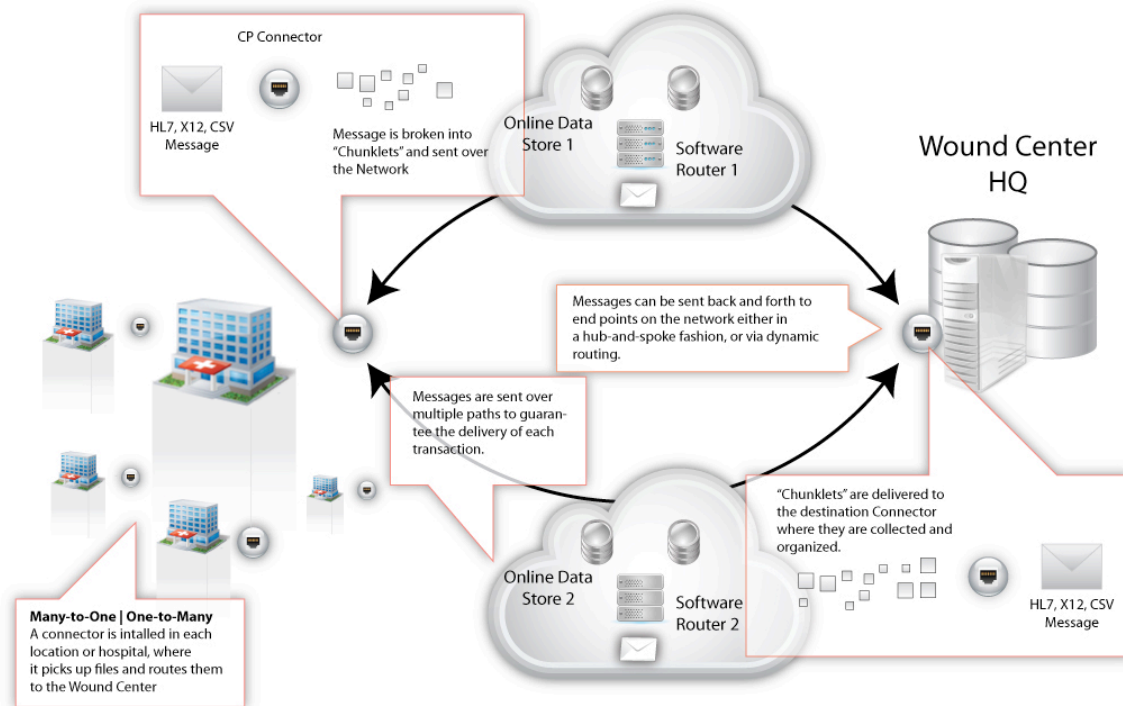 CP Connector
HL7, X12, CSV
Message
Message is broken into
"Chunklets" and sent over
the Network
Online Data
Store 1
Software
Router 1
Wound Center
HQ
Messages can be sent back and forth to
end points on the network either in
a hub-and-spoke fashion, or via dynamic
routing.
Messages are sent over
multiple paths to guaran-
tee the delivery of each
transaction.
"Chunklets" are delivered to
the destination Connector
where they are collected and
organized.
HL7, X12, CSV
Message
Online Data
Store 2
Software
Router 2
Many-to-One | One-to-Many
A connector is intalled in each
location or hospital, where
it picks up files and routes them
to the Wound Center